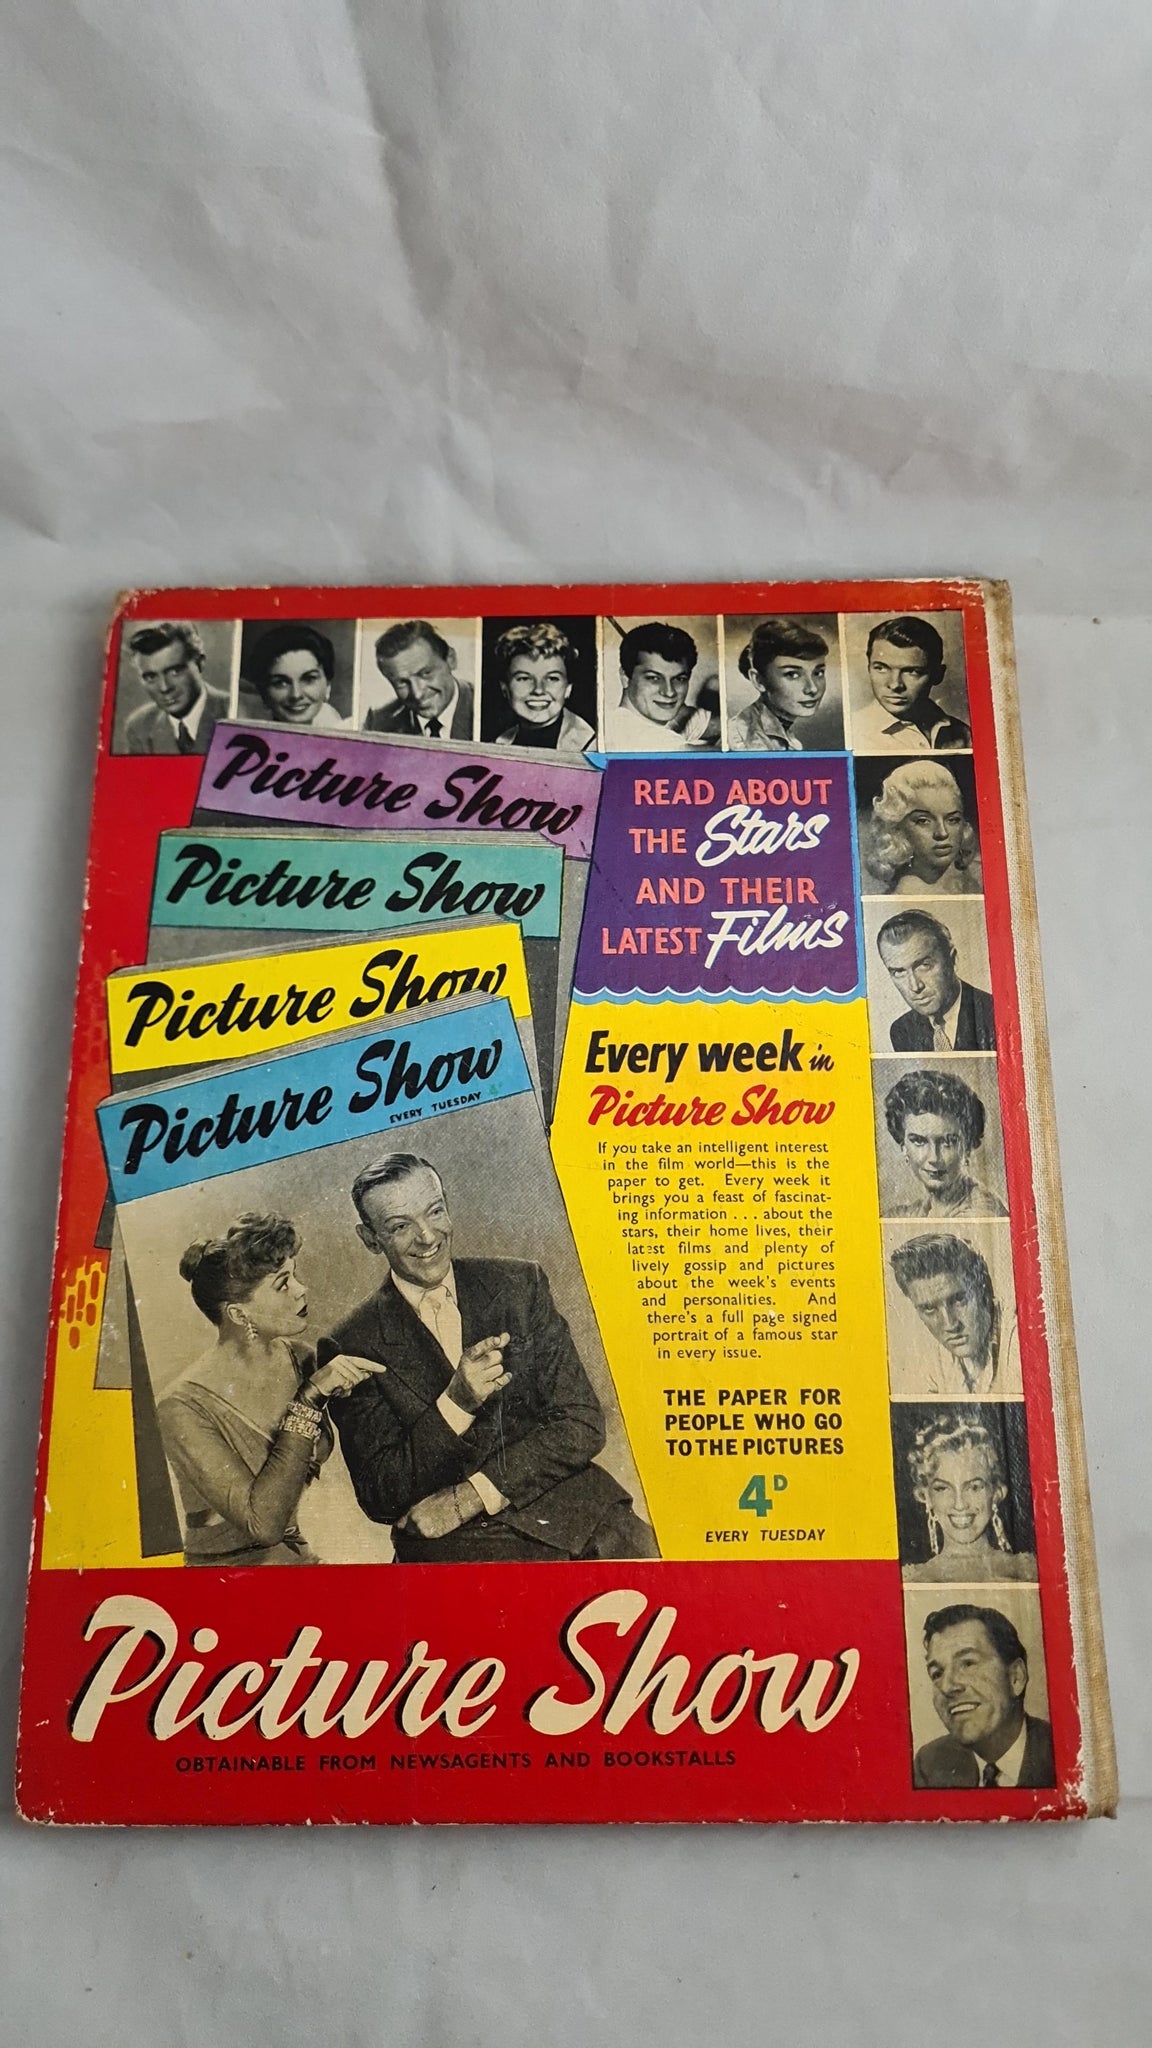 Picture Show
Picture Show
Picture Show
Picture Show
EVERY TUESDAY
READ ABOUT
THE Stars
AND THEIR
LATEST Films
Every week in
Picture Show
If you take an intelligent interest
in the film world—this is the
paper to get. Every week it
brings you a feast of fascinat-
ing information . . . about the
stars, their home lives, their
latest films and plenty of
lively gossip and pictures
about the week's events
and personalities. And
there's a full page signed
portrait of a famous star
in every issue.
THE PAPER FOR
PEOPLE WHO GO
TO THE PICTURES
4D
EVERY TUESDAY
Picture Show
OBTAINABLE FROM NEWSAGENTS AND BOOKSTALLS